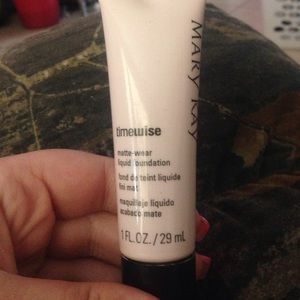 MARY KAY
timewise
matte-wear
liquid foundation
fond de teint liquide
fini mat
maquillaje líquido
acabado mate
1 FL.OZ./ 29 mL